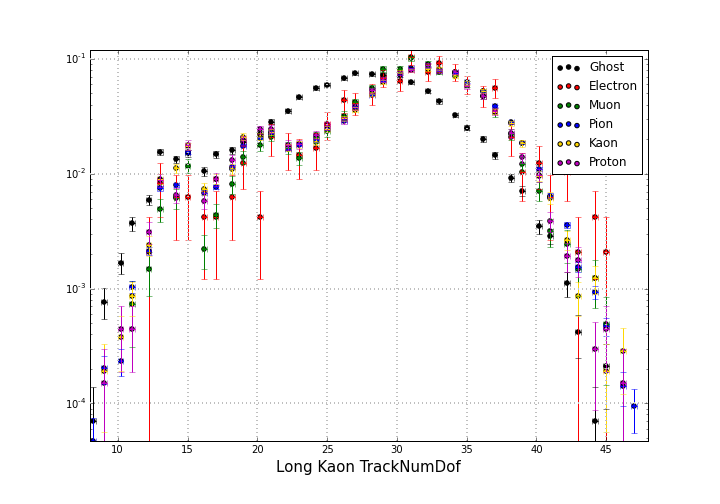 10⁻¹
10⁻²
10⁻³
10⁻⁴
Ghost
Electron
Muon
Pion
Kaon
Proton
10 15 20 25 30 35 40 45
Long Kaon TrackNumDof